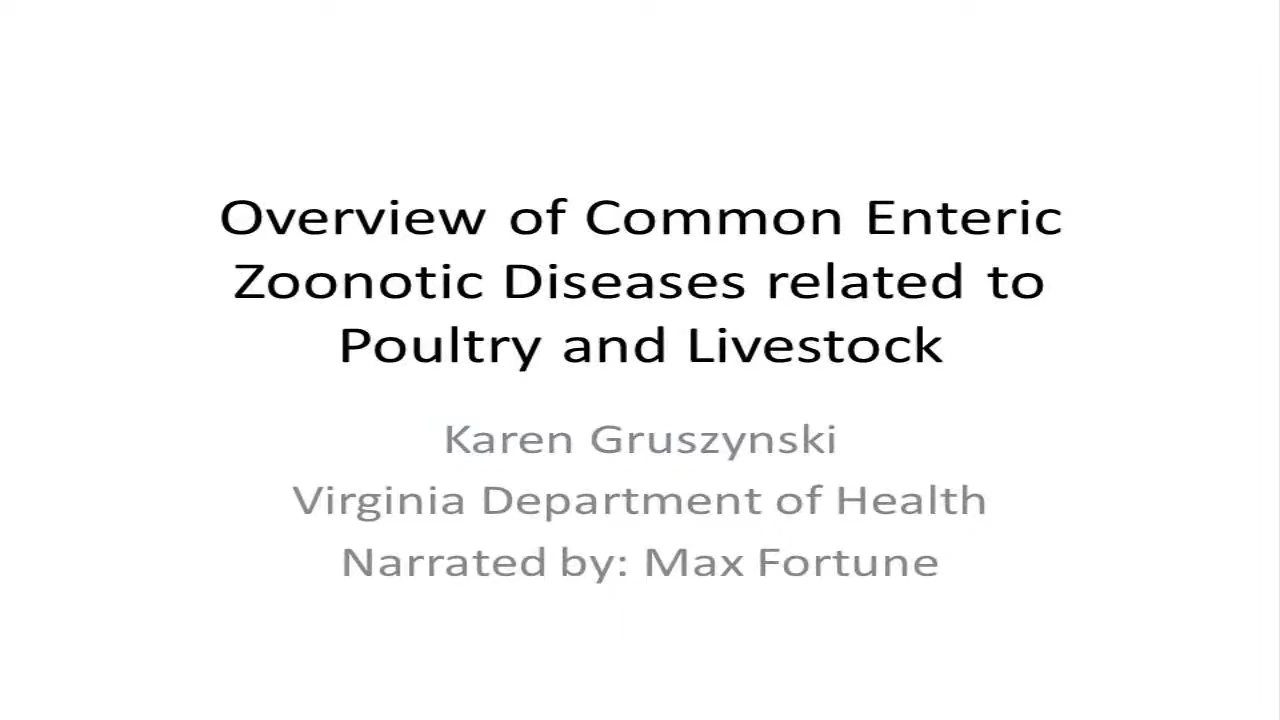 Overview of Common Enteric
Zoonotic Diseases related to
Poultry and Livestock
Karen Gruszynski
Virginia Department of Health
Narrated by: Max Fortune